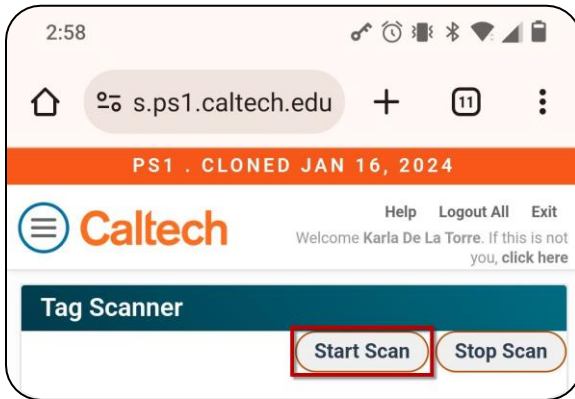 2:58
s.ps1.caltech.edu
11
PS1 . CLONED JAN 16, 2024
Caltech
Help Logout All Exit
Welcome Karla De La Torre. If this is not
you, click here
Tag Scanner
Start Scan Stop Scan